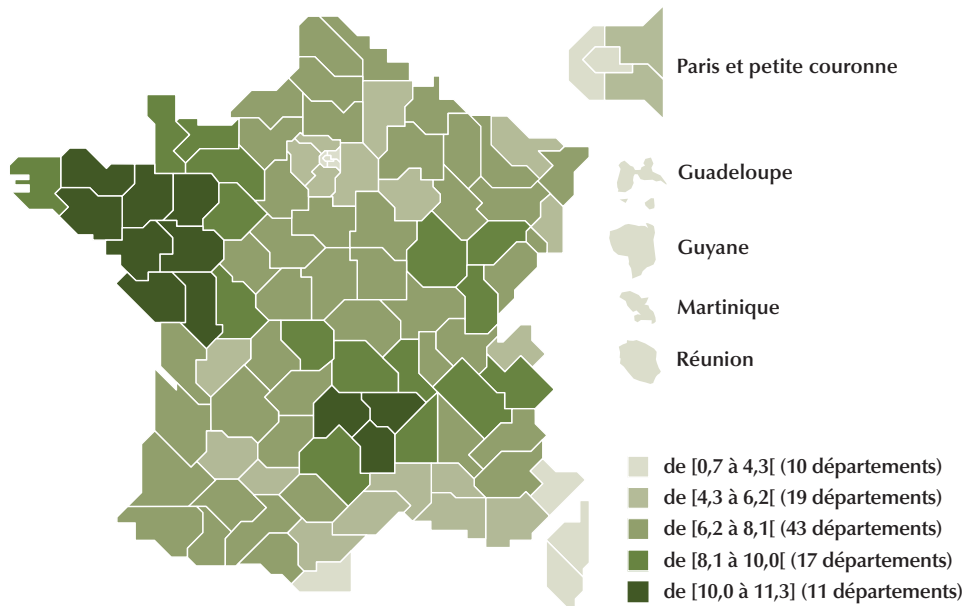 Paris et petite couronne
Guadeloupe
Guyane
Martinique
Réunion
de [0,7 à 4,3[ (10 départements)
de [4,3 à 6,2[ (19 départements)
de [6,2 à 8,1[ (43 départements)
de [8,1 à 10,0[ (17 départements)
de [10,0 à 11,3] (11 départements)